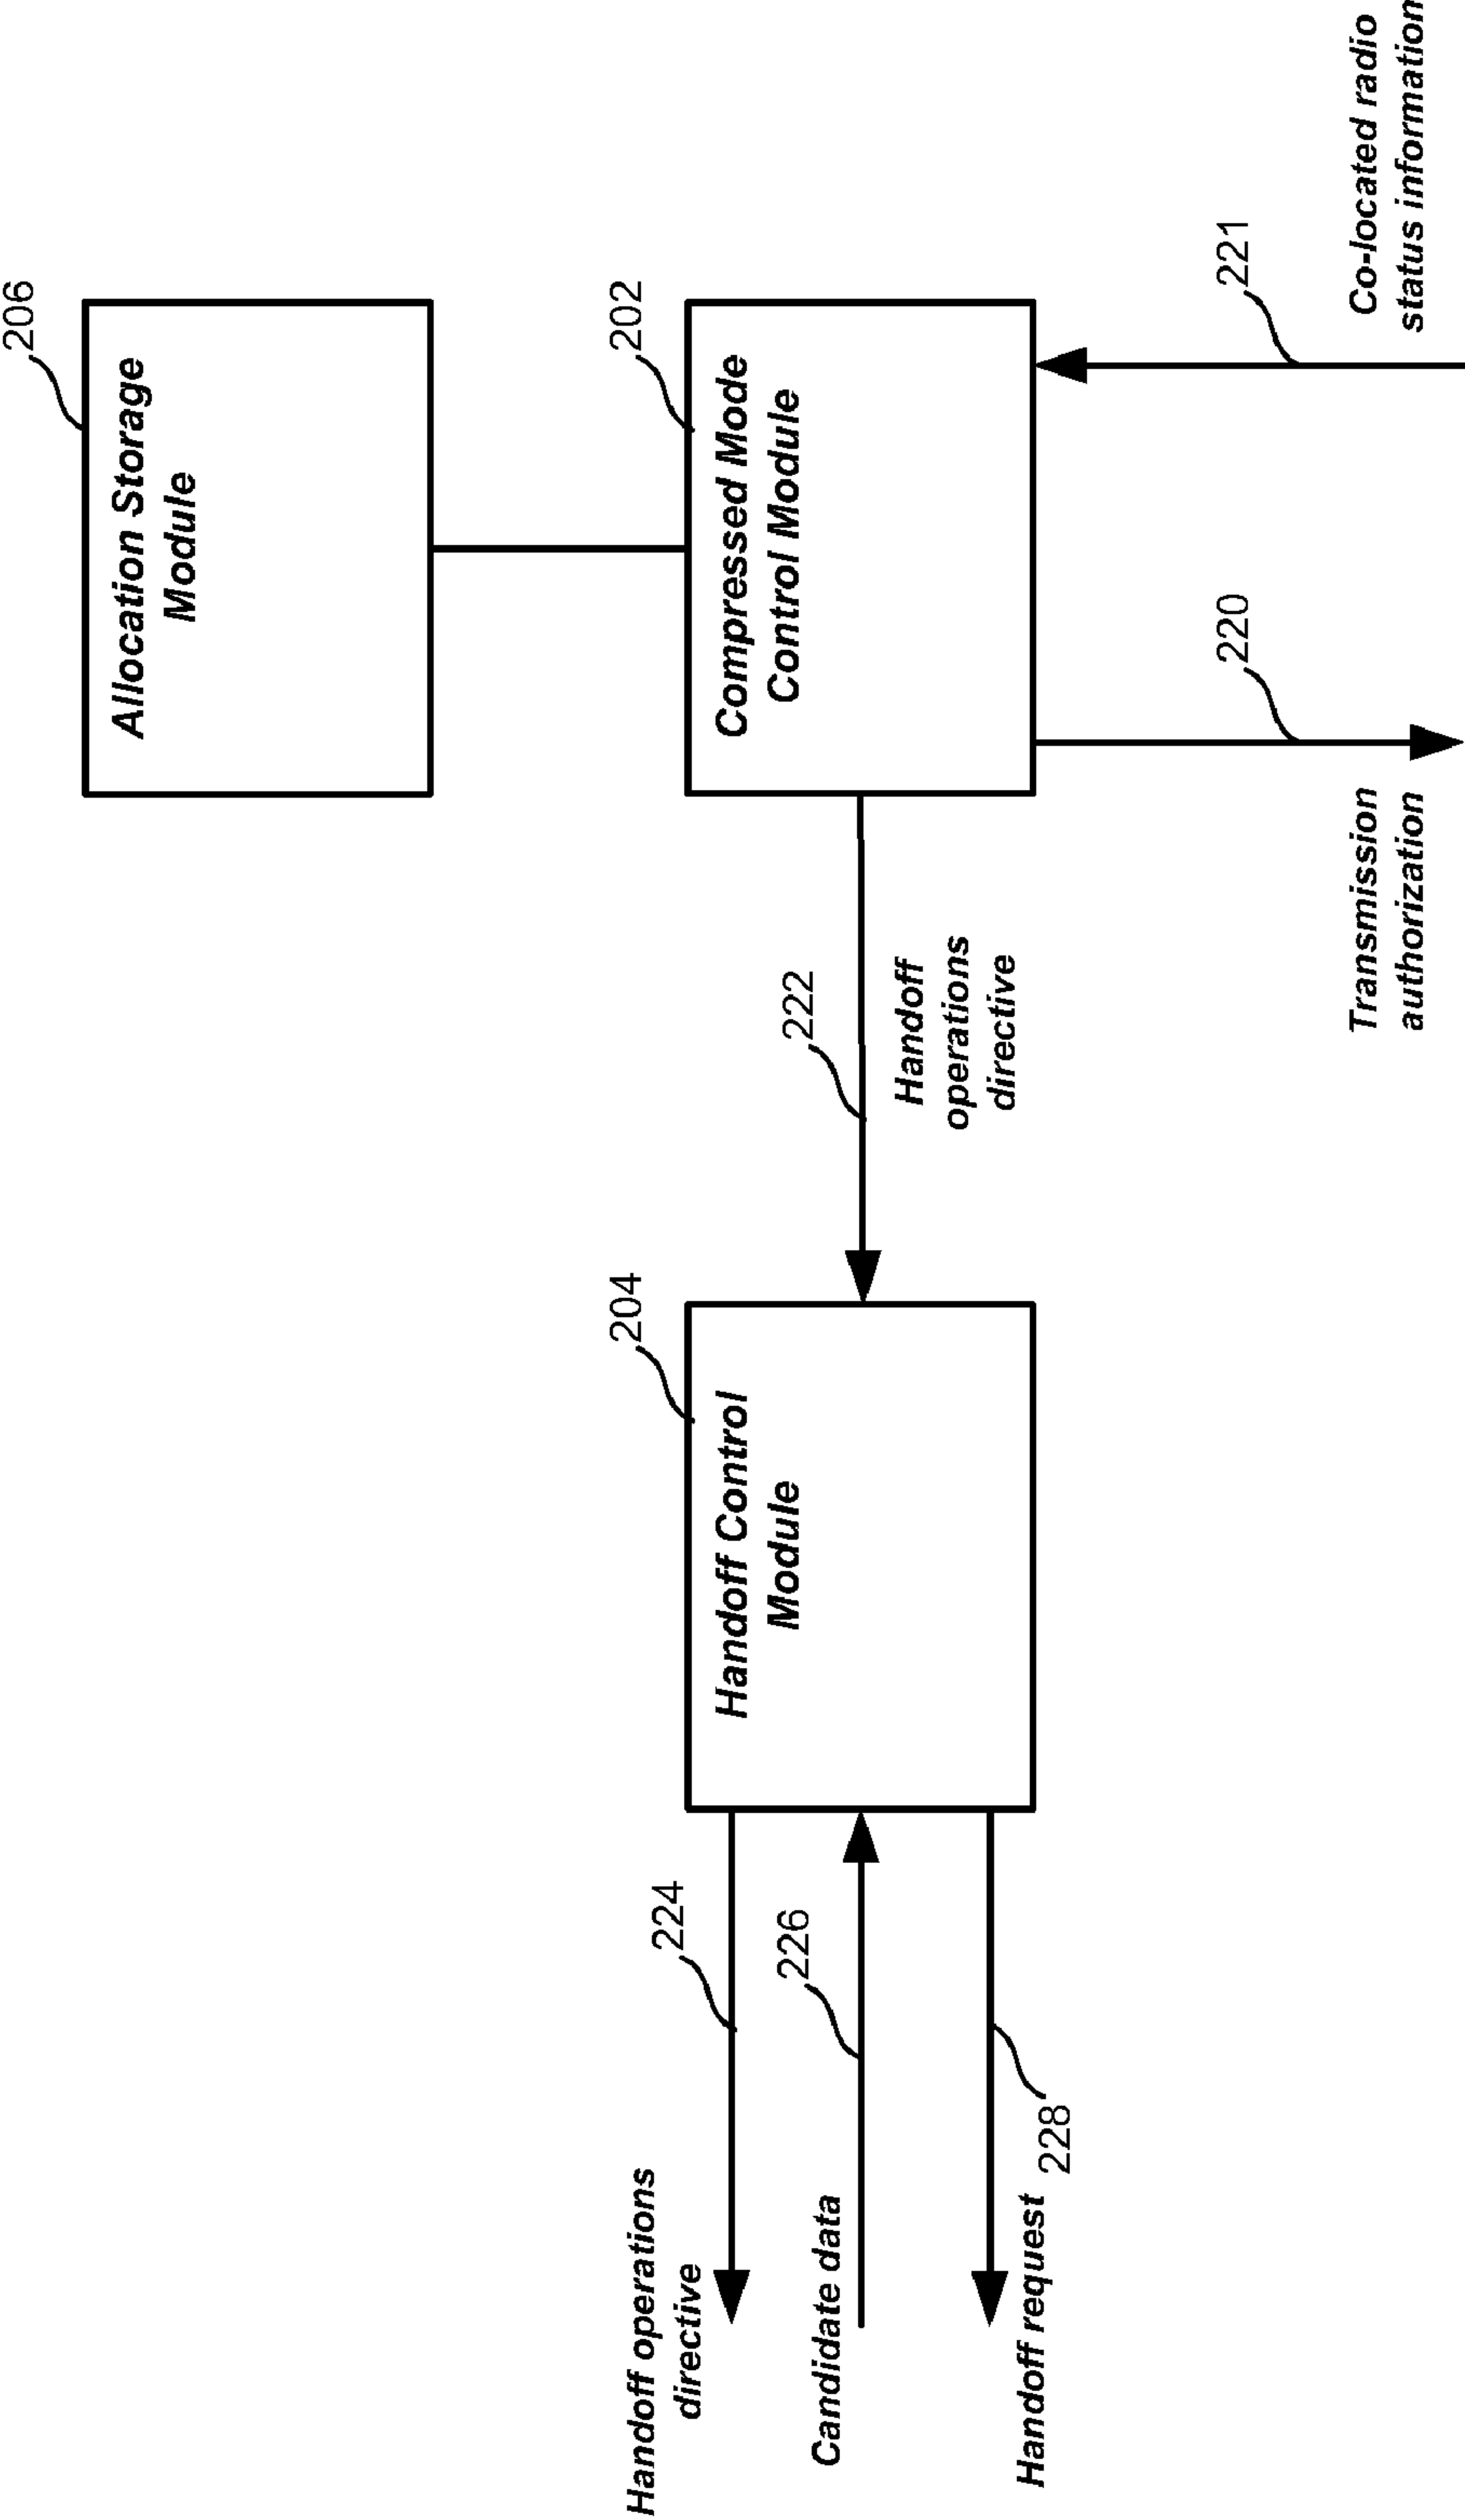 206
Allocation Storage
Module
202
Compressed Mode
Control Module
204
Handoff Control
Module
222
Handoff
operations
directive
224
Handoff operations
directive
226
Candidate data
228
Handoff request
220
Transmission
authorization
221
Co-located radio
status information